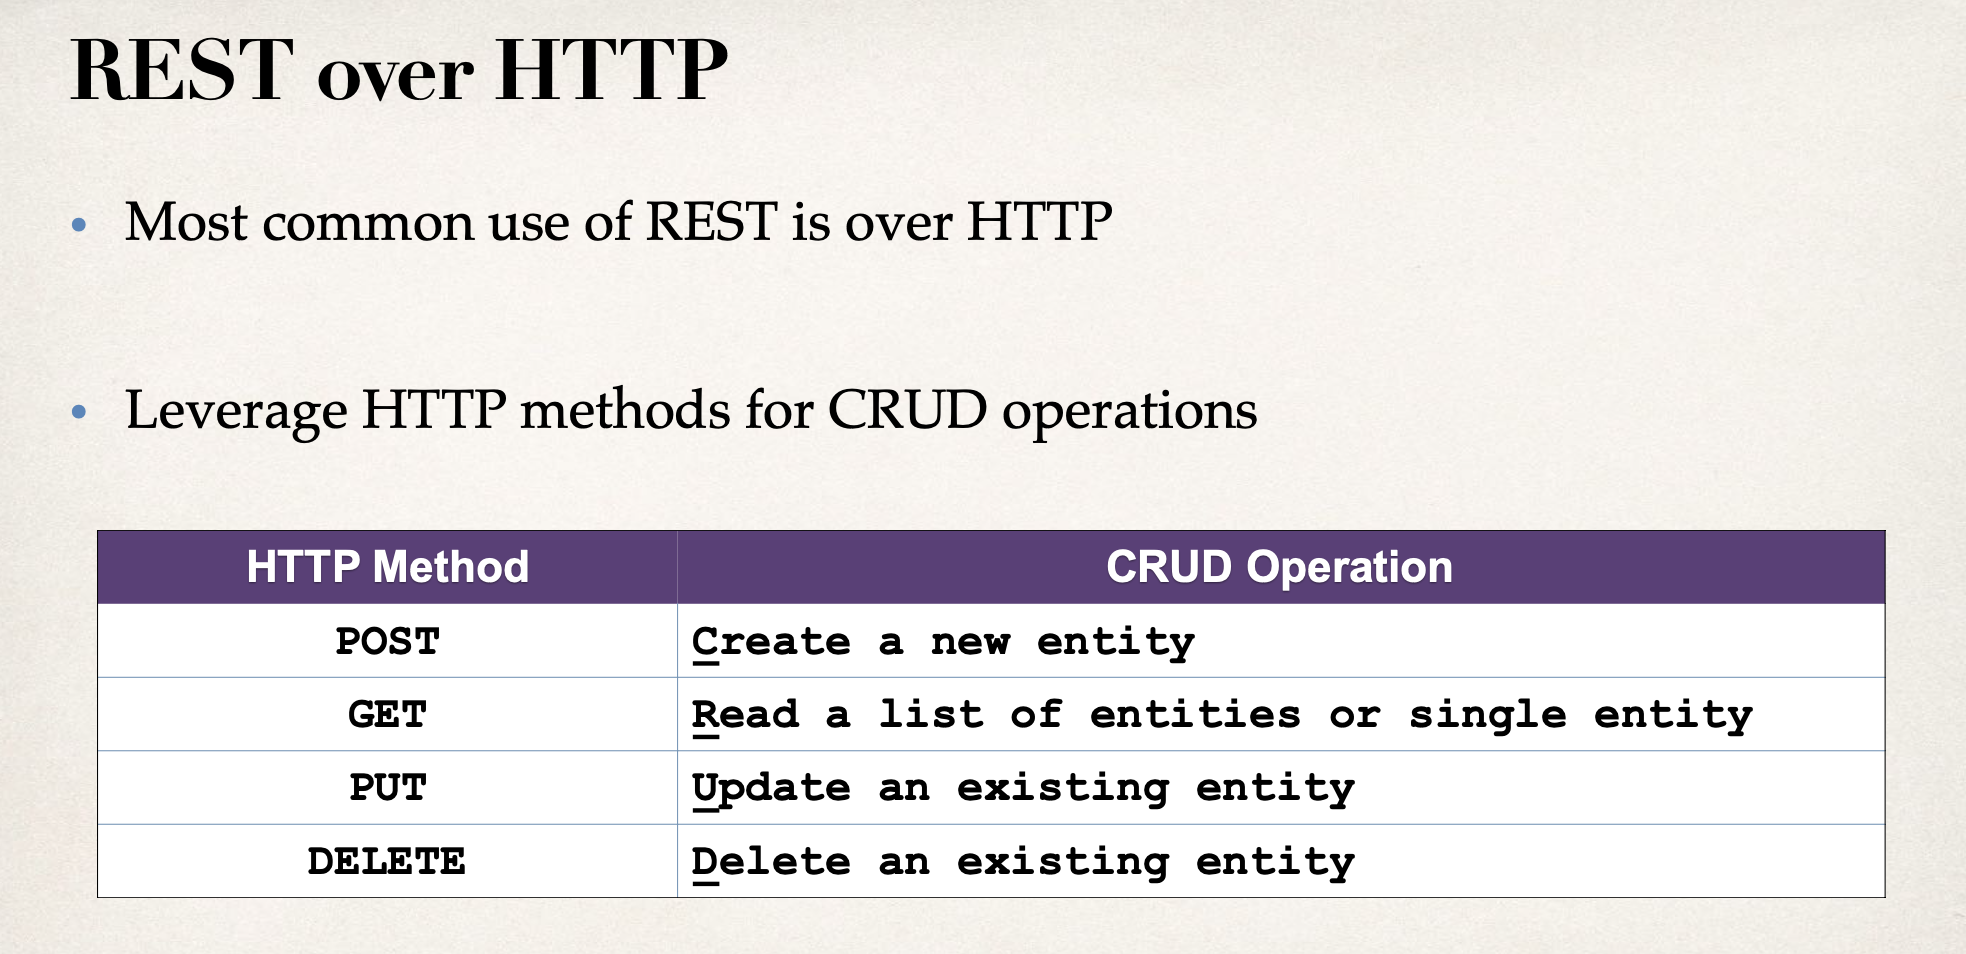 REST over HTTP
• Most common use of REST is over HTTP
• Leverage HTTP methods for CRUD operations
HTTP Method CRUD Operation
POST Create a new entity
GET Read a list of entities or single entity
PUT Update an existing entity
DELETE Delete an existing entity